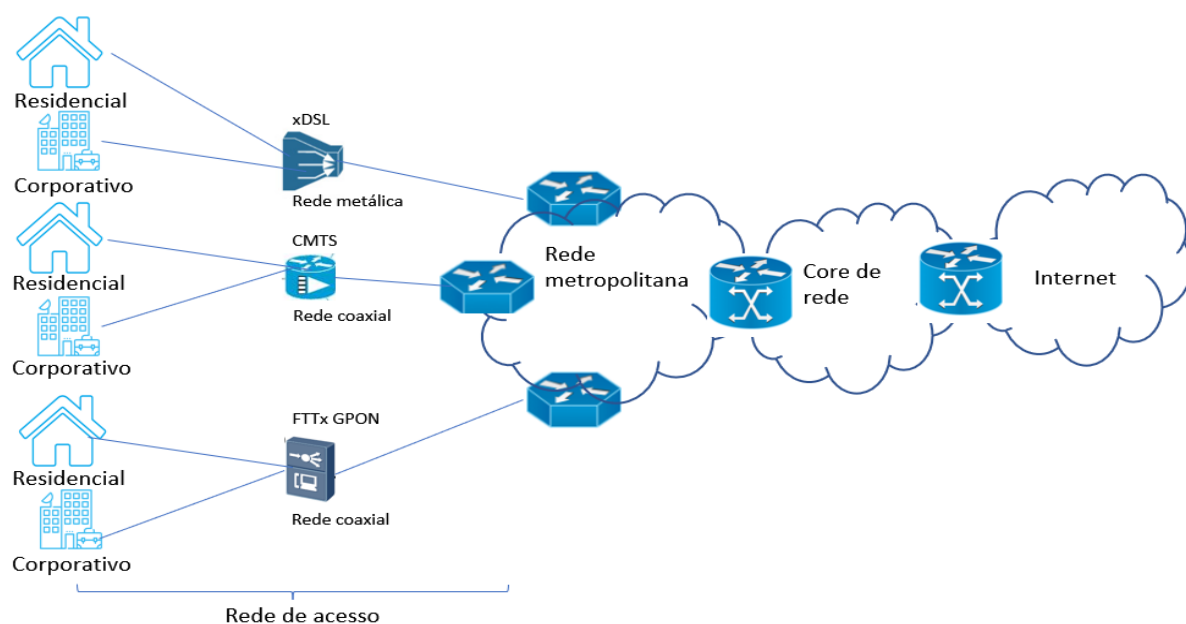 Residencial
Corporativo
xDSL
Rede metálica
Residencial
Corporativo
CMTS
Rede coaxial
Residencial
Corporativo
FTTx GPON
Rede coaxial
Rede de acesso
Rede
metropolitana
Core de
rede
Internet